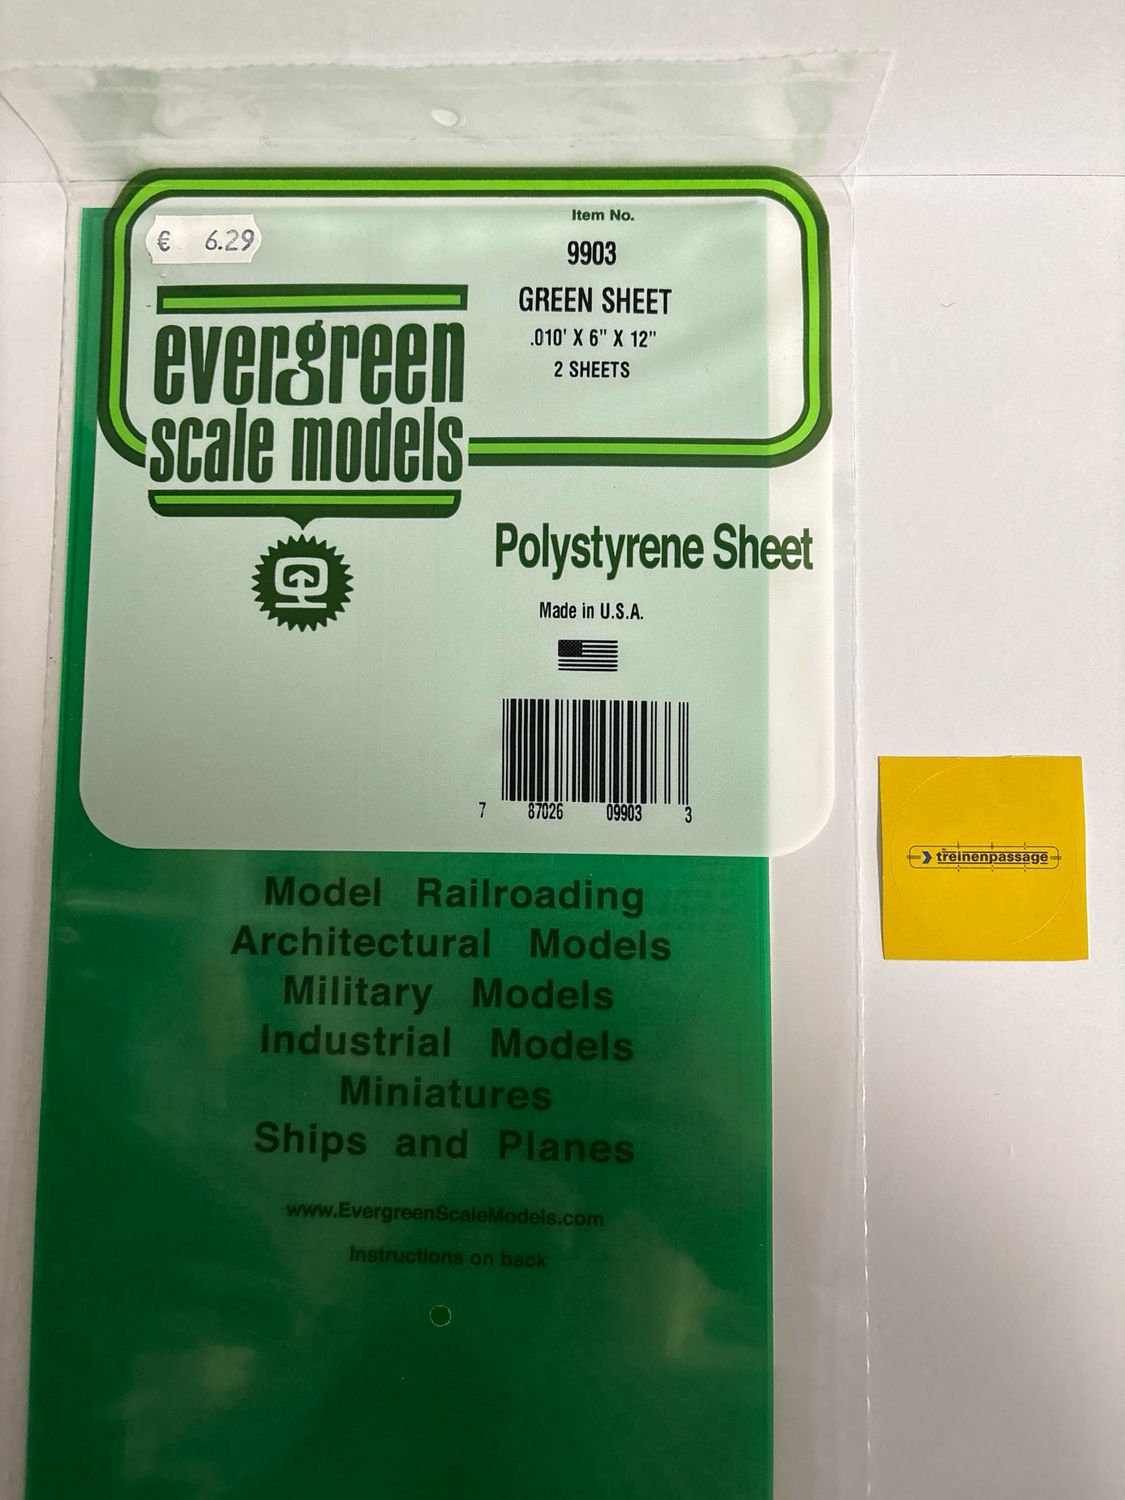 € 6.29
Item No.
9903
GREEN SHEET
.010' X 6" X 12"
2 SHEETS
evergreen
scale models
Polystyrene Sheet
Made in U.S.A.
7 87026 09903 3
Model Railroading
Architectural Models
Military Models
Industrial Models
Miniatures
Ships and Planes
www.EvergreenScaleModels.com
Instructions on back
de treinenpassage